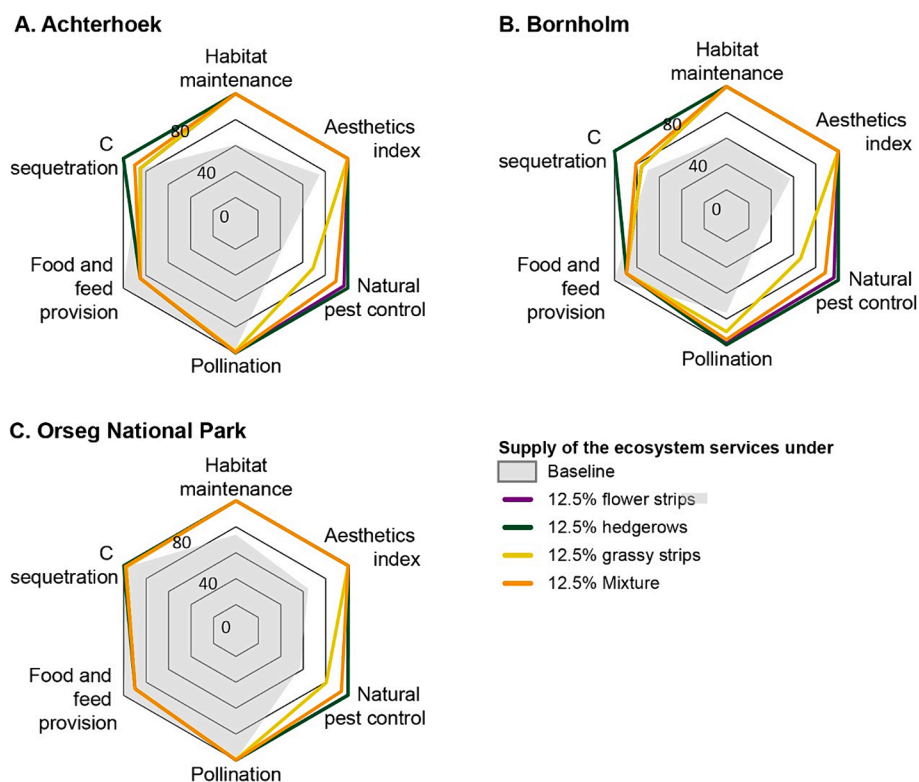 A. Achterhoek
Habitat
maintenance
Aesthetics
index
Natural
pest control
Pollination
Food and
feed
provision
C
sequetration
80
40
0
B. Bornholm
Habitat
maintenance
Aesthetics
index
Natural
pest control
Pollination
Food and
feed
provision
C
sequetration
80
40
0
C. Orseg National Park
Habitat
maintenance
Aesthetics
index
Natural
pest control
Pollination
Food and
feed
provision
C
sequetration
80
40
0
Supply of the ecosystem services under
Baseline
12.5% flower strips
12.5% hedgerows
12.5% grassy strips
12.5% Mixture